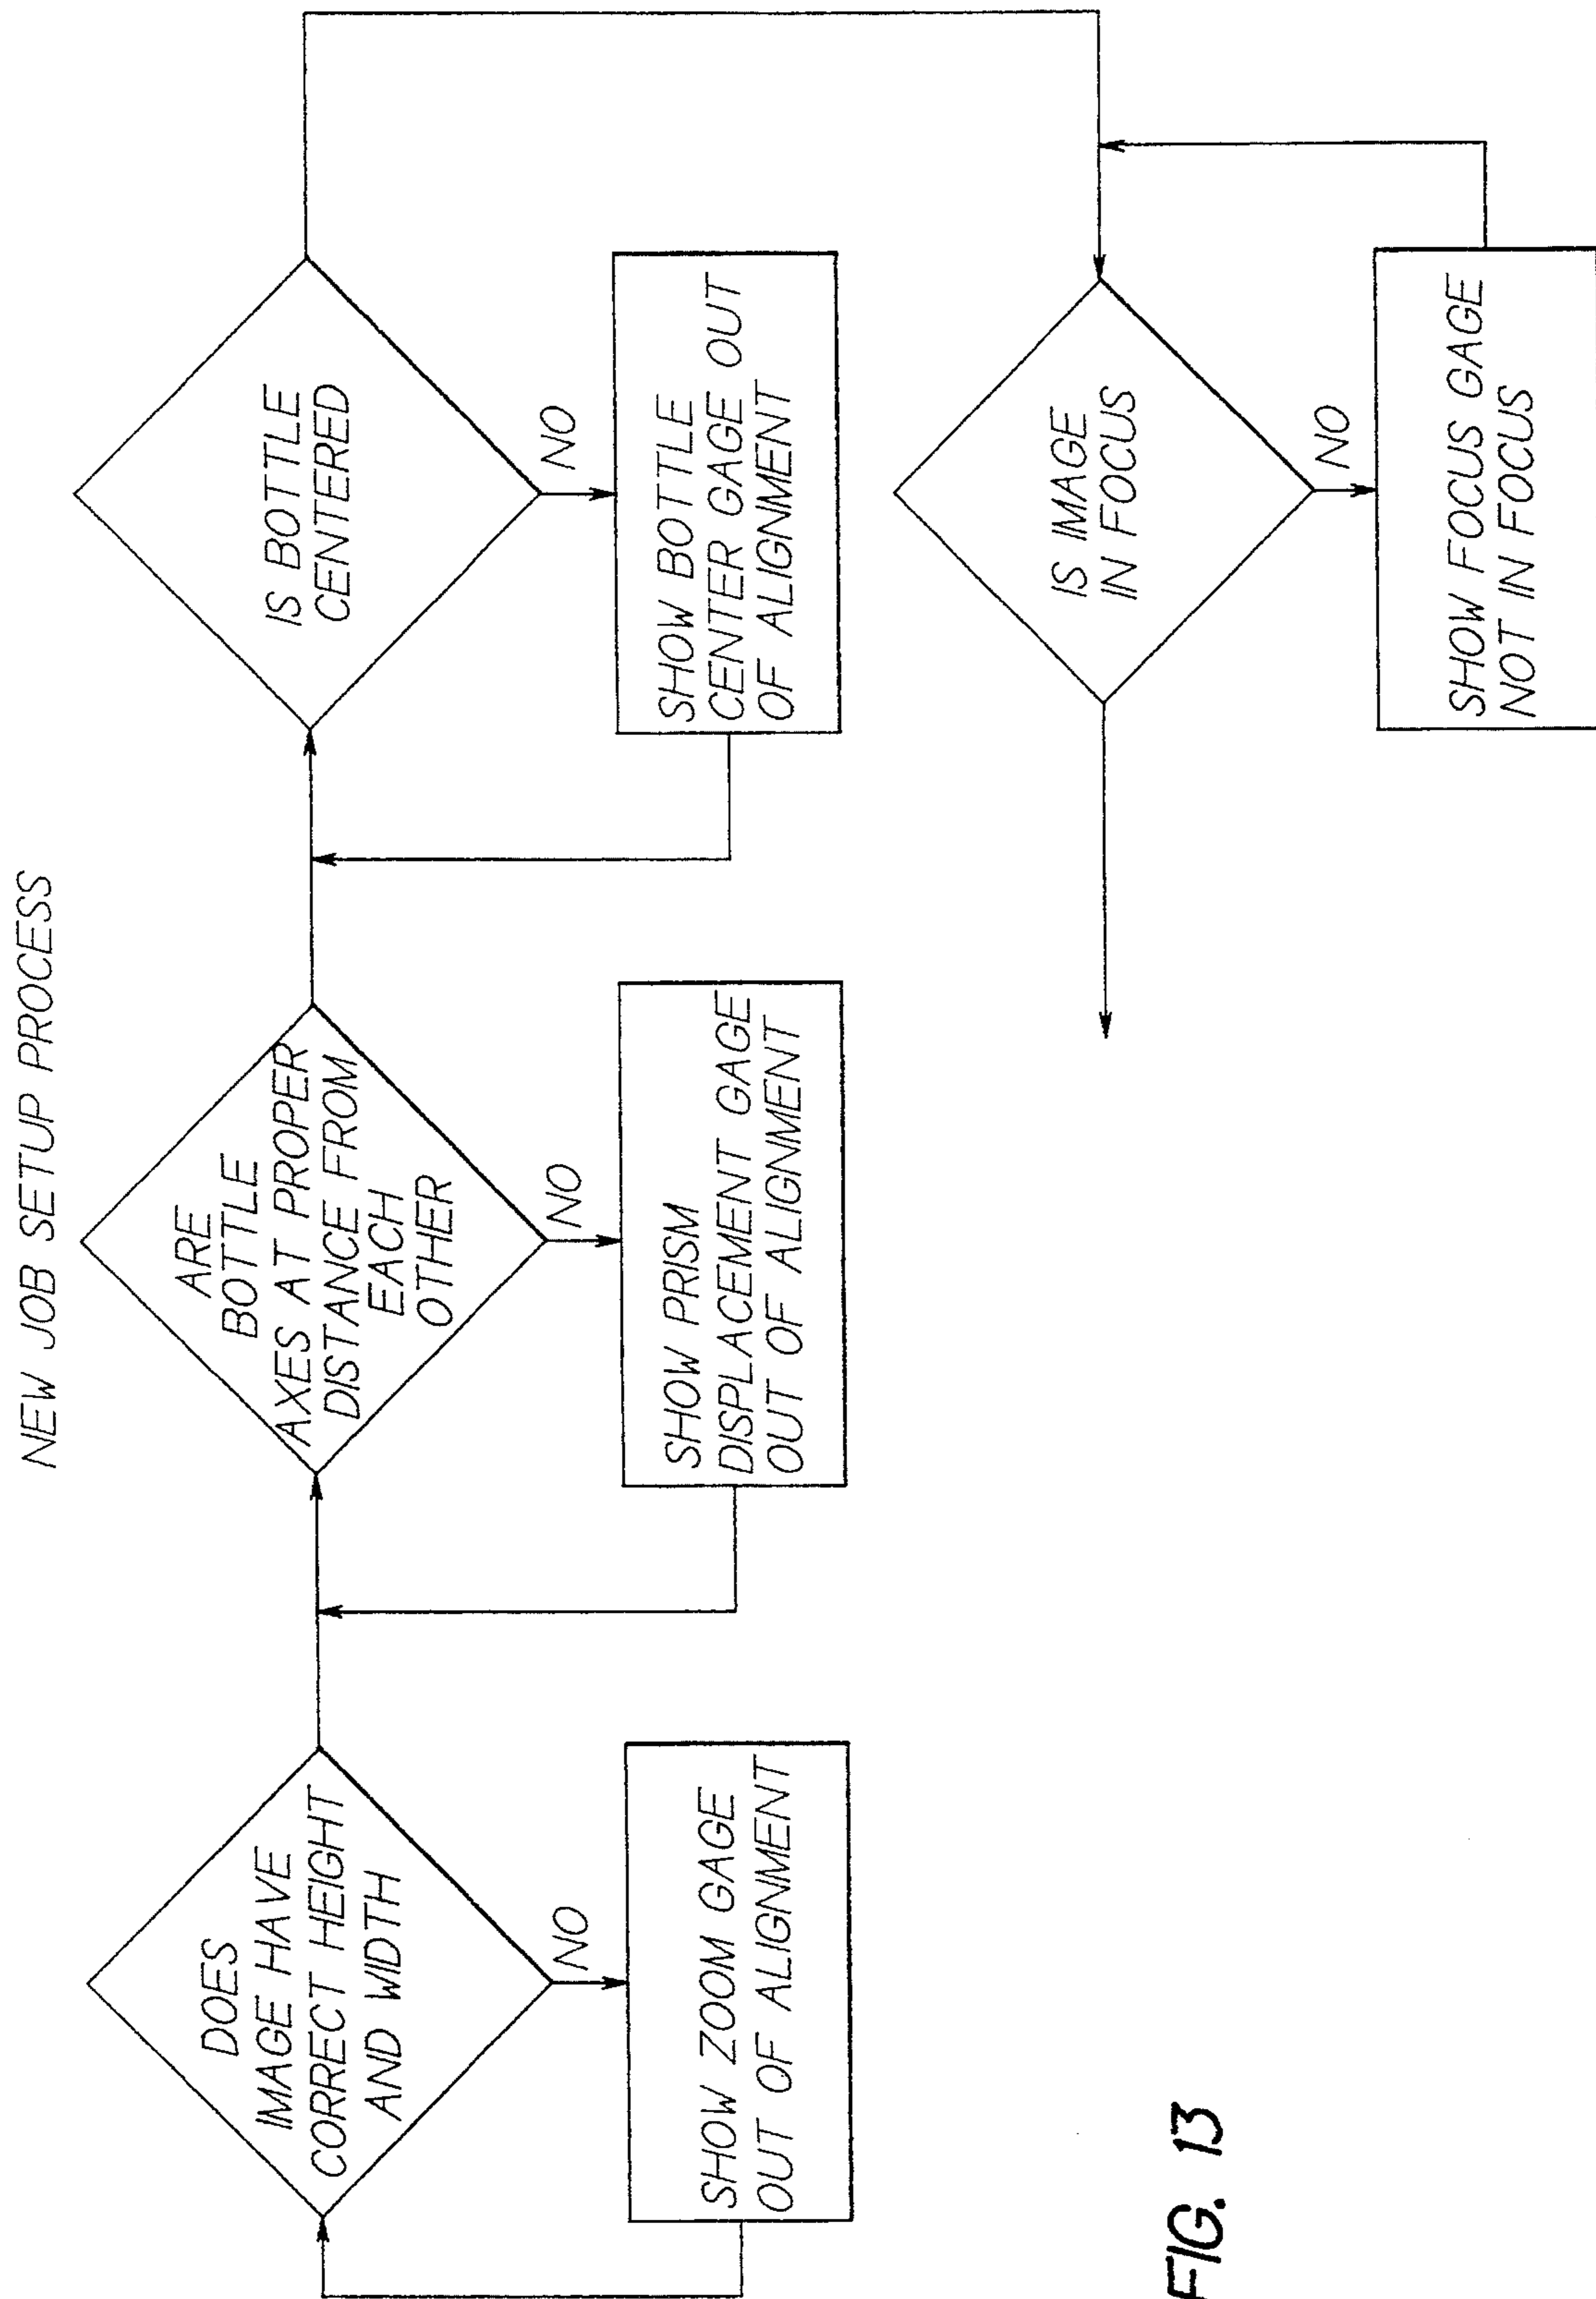 NEW JOB SETUP PROCESS
DOES
IMAGE HAVE
CORRECT HEIGHT
AND WIDTH
NO
SHOW ZOOM GAGE
OUT OF ALIGNMENT
ARE
BOTTLE
AXES AT PROPER
DISTANCE FROM
EACH
OTHER
NO
SHOW PRISM
DISPLACEMENT GAGE
OUT OF ALIGNMENT
IS BOTTLE
CENTERED
NO
SHOW BOTTLE
CENTER GAGE OUT
OF ALIGNMENT
IS IMAGE
IN FOCUS
NO
SHOW FOCUS GAGE
NOT IN FOCUS
FIG. 13